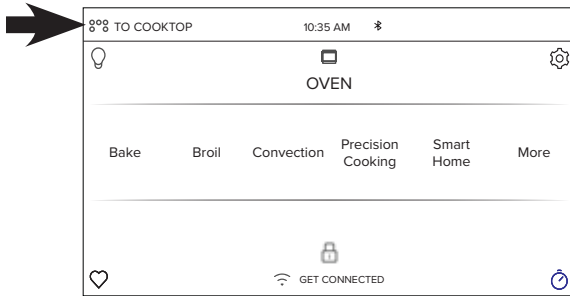 TO COOKTOP 10:35 AM
OVEN
Bake Broil Convection Precision Cooking Smart Home More
GET CONNECTED